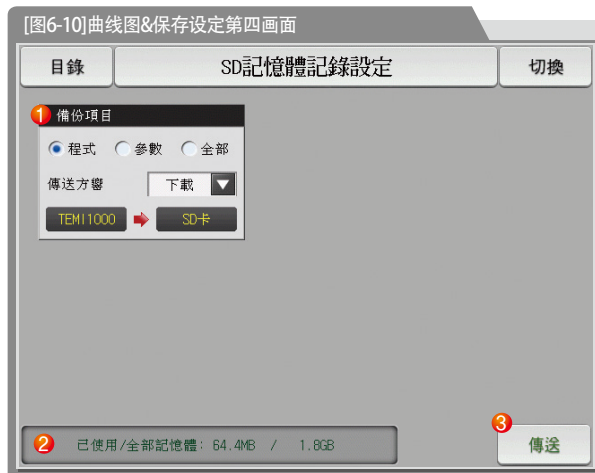 [图6-10]曲线图&保存设定第四画面
目錄
SD記憶體記錄設定
切換
1 備份項目
程式 參數 全部
傳送方響 下載
TEMI1000 SD卡
2 已使用/全部記憶體: 64.4MB / 1.8GB
3
傳送